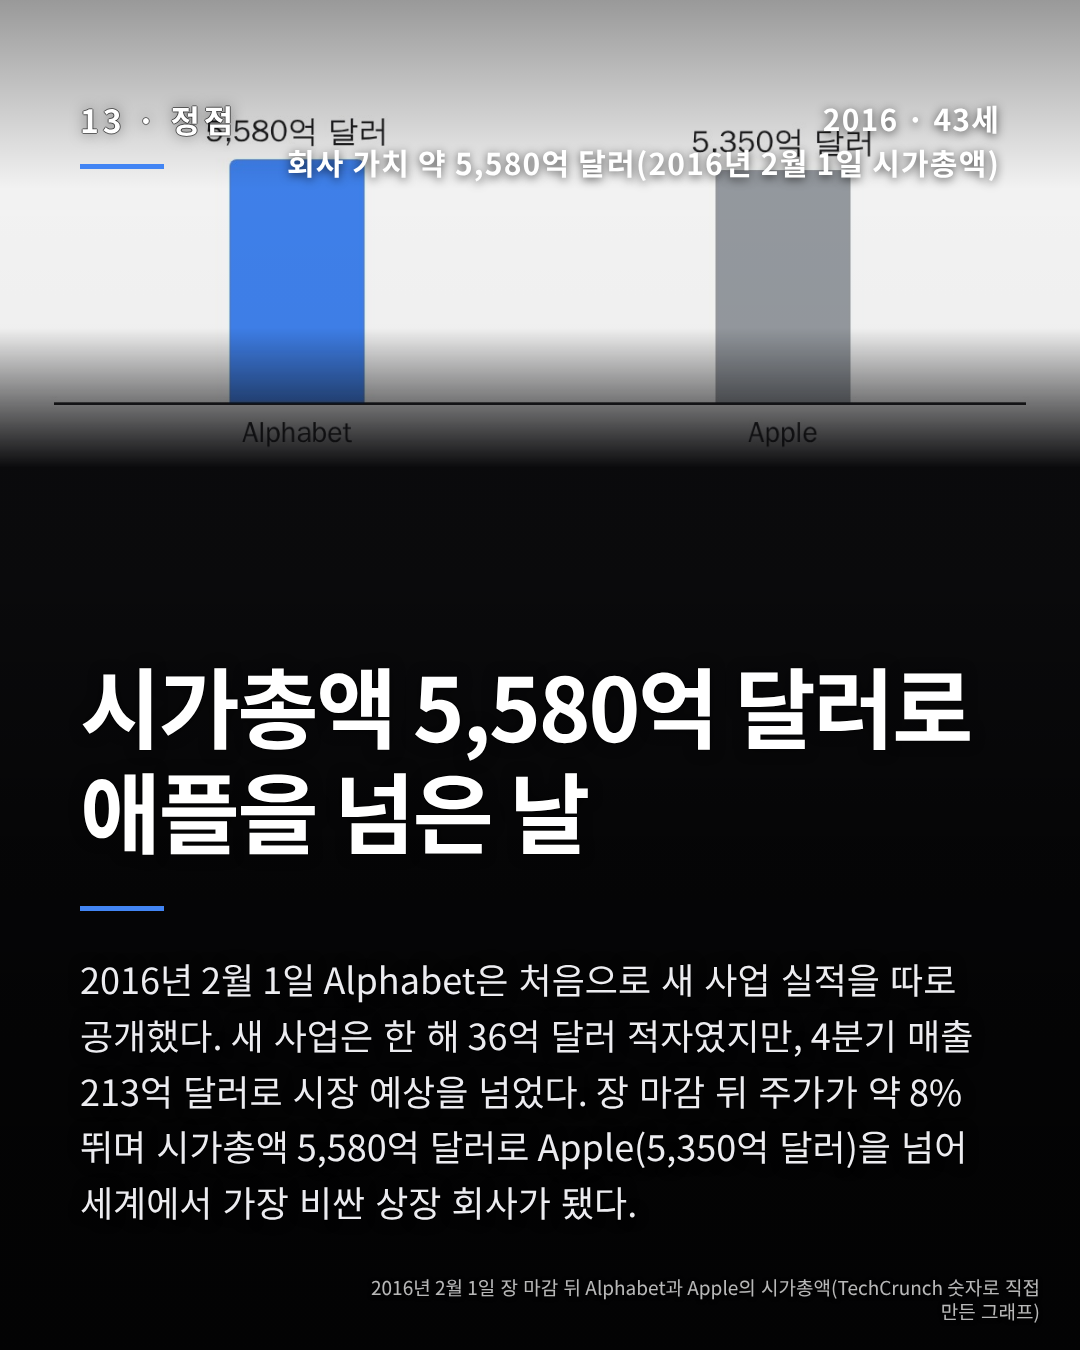 13 · 정점
2016 · 43세
5,580억 달러
5,350억 달러
회사 가치 약 5,580억 달러(2016년 2월 1일 시가총액)
Alphabet
Apple
시가총액 5,580억 달러로
애플을 넘은 날
2016년 2월 1일 Alphabet은 처음으로 새 사업 실적을 따로
공개했다. 새 사업은 한 해 36억 달러 적자였지만, 4분기 매출
213억 달러로 시장 예상을 넘었다. 장 마감 뒤 주가가 약 8%
뛰며 시가총액 5,580억 달러로 Apple(5,350억 달러)을 넘어
세계에서 가장 비싼 상장 회사가 됐다.
2016년 2월 1일 장 마감 뒤 Alphabet과 Apple의 시가총액(TechCrunch 숫자로 직접
만든 그래프)